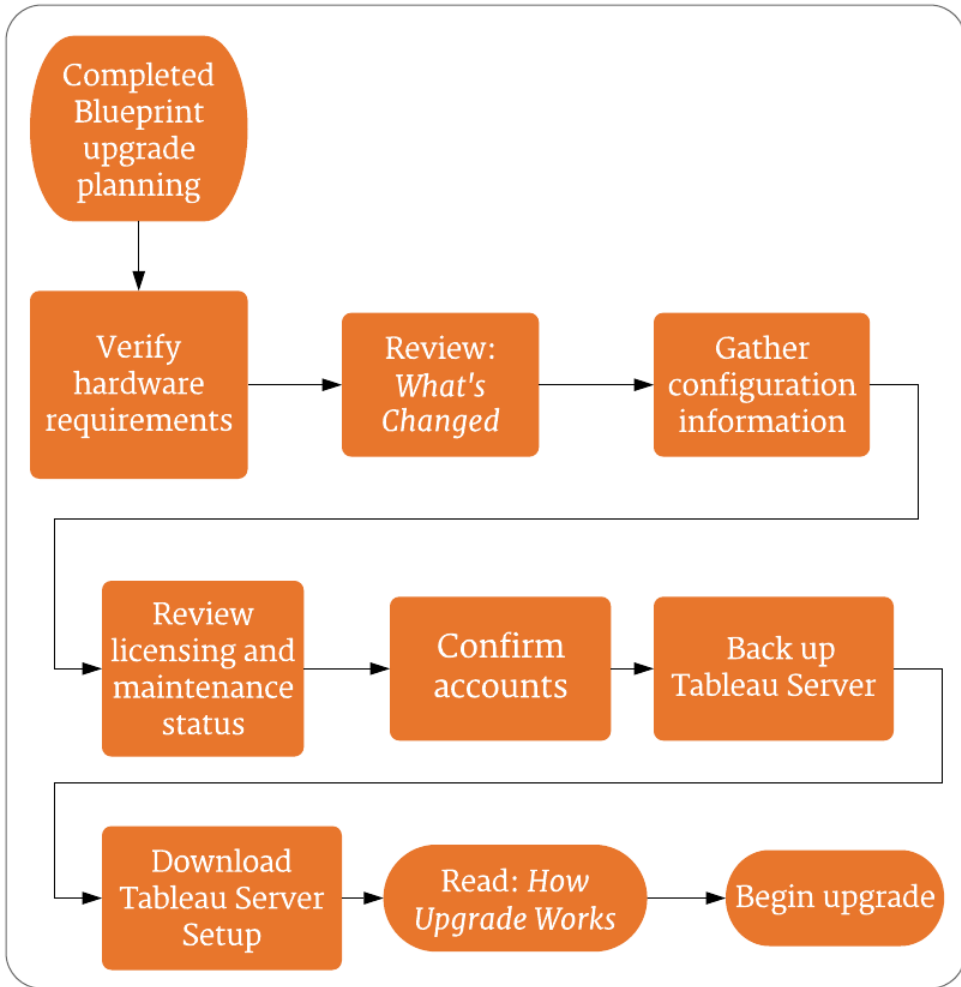 Completed
Blueprint
upgrade
planning
Verify
hardware
requirements
Review:
What's
Changed
Gather
configuration
information
Review
licensing and
maintenance
status
Confirm
accounts
Back up
Tableau Server
Download
Tableau Server
Setup
Read: How
Upgrade Works
Begin upgrade